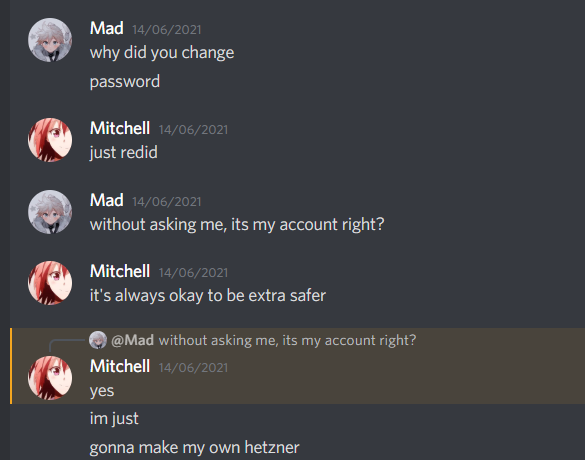 Mad 14/06/2021
why did you change
password
Mitchell 14/06/2021
just redid
Mad 14/06/2021
without asking me, its my account right?
Mitchell 14/06/2021
it's always okay to be extra safer
@Mad without asking me, its my account right?
Mitchell 14/06/2021
yes
im just
gonna make my own hetzner